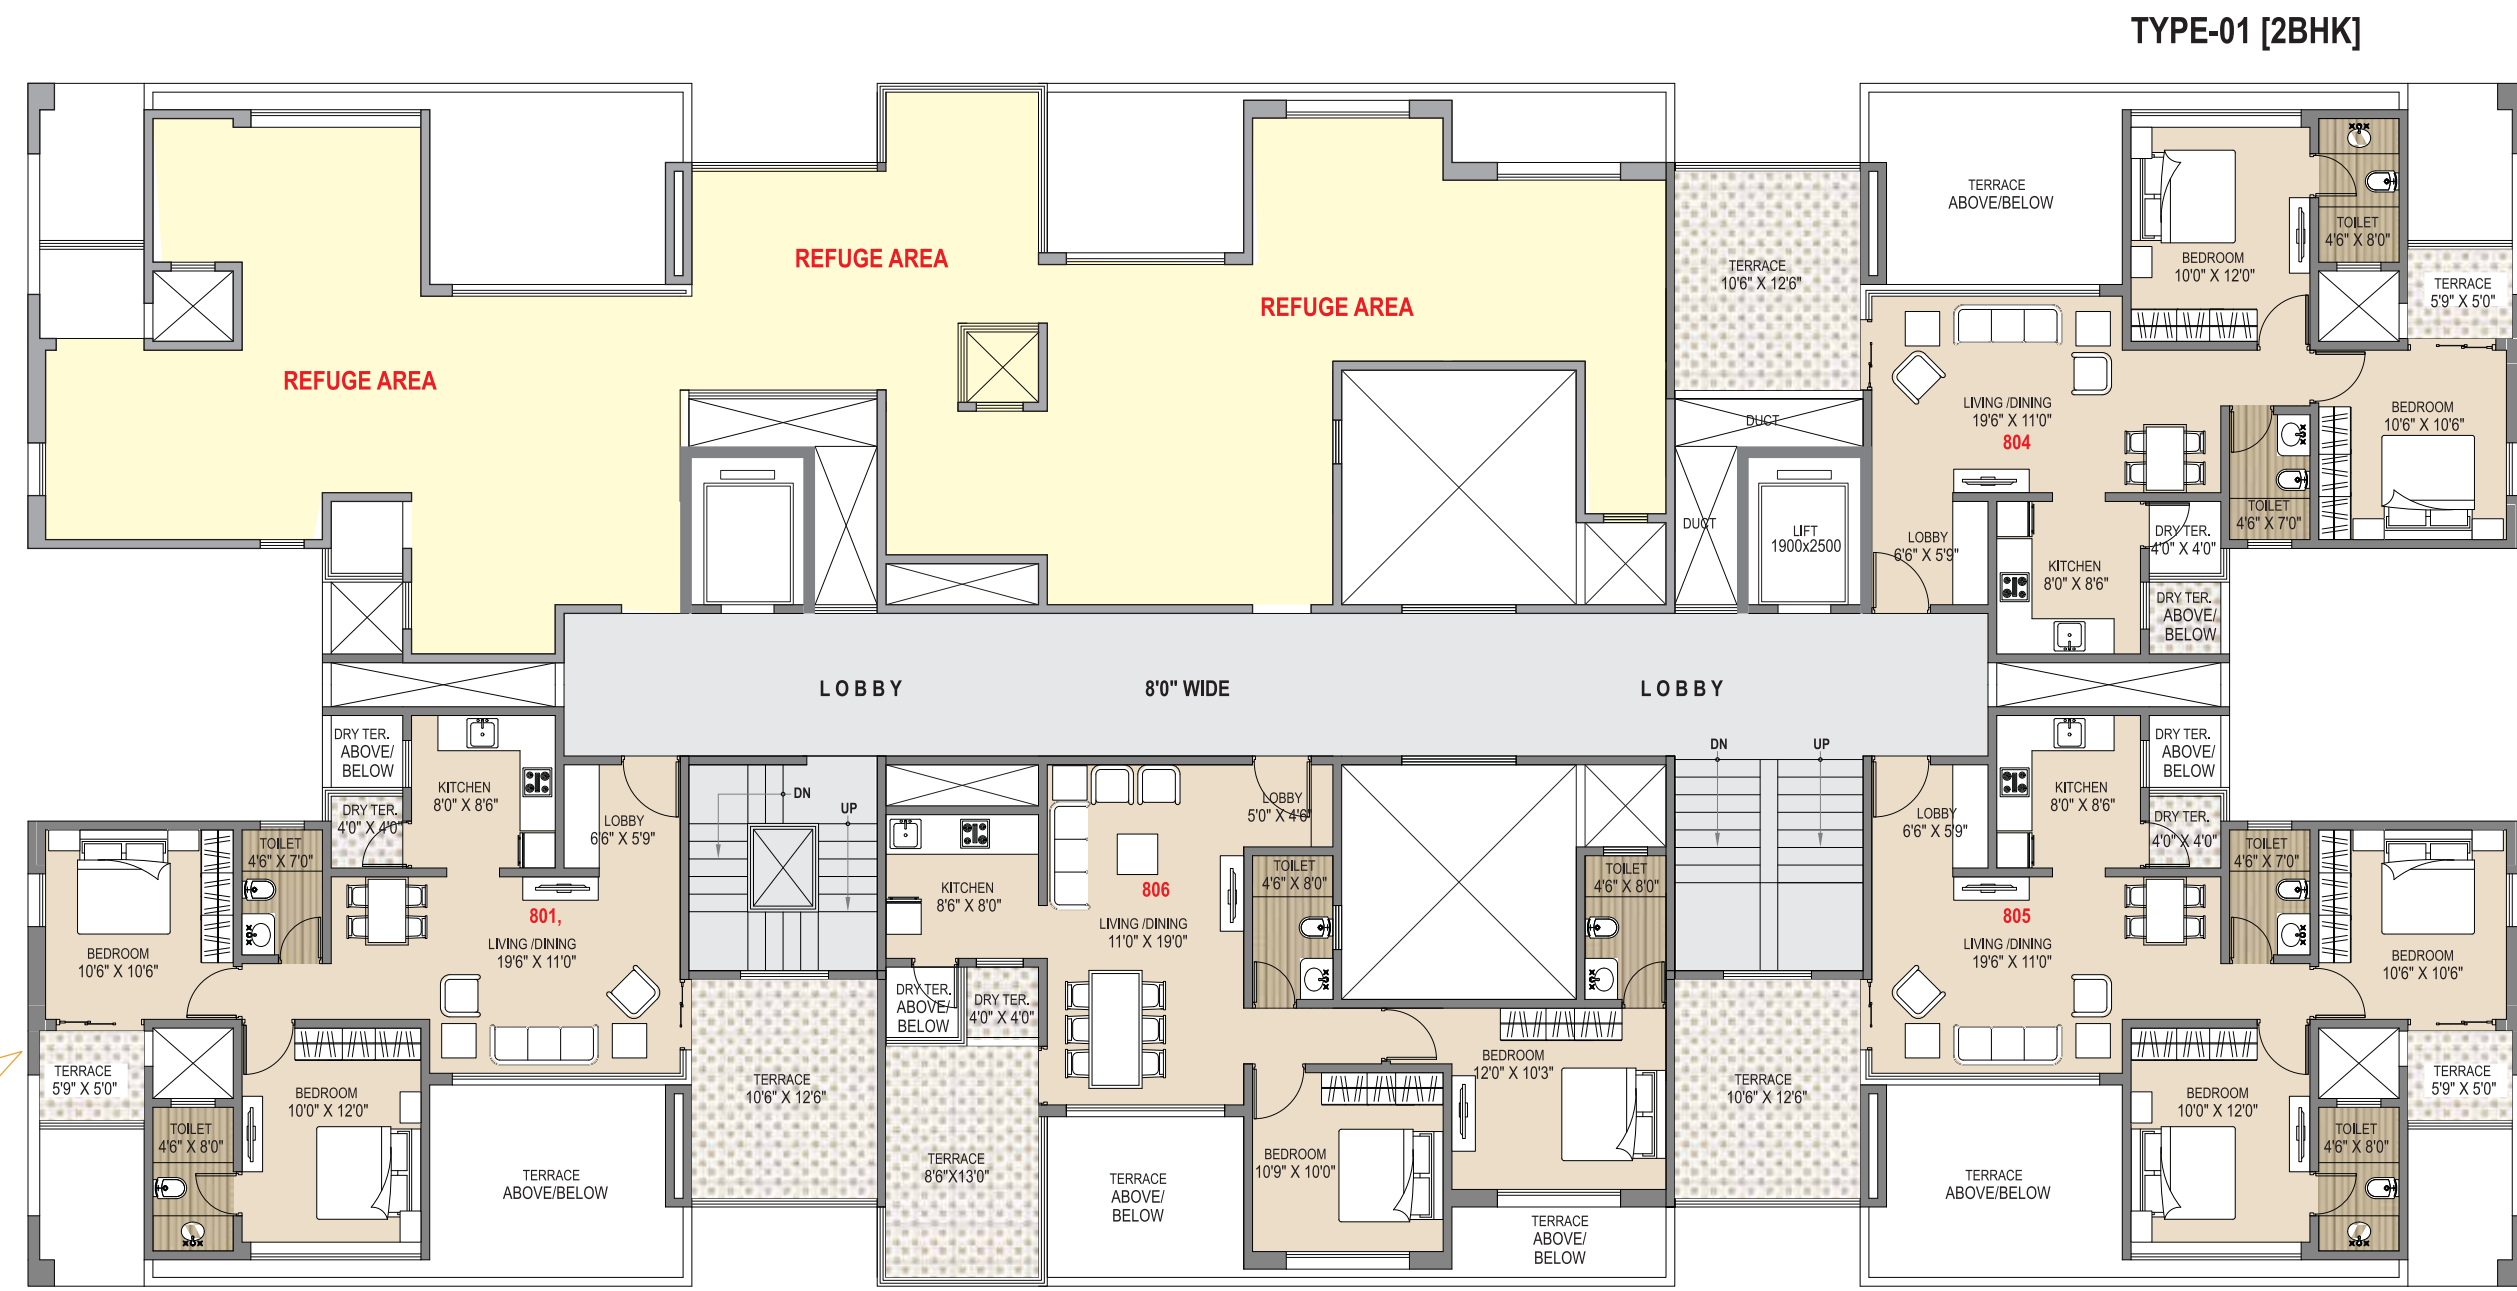 TYPE-01 [2BHK]
REFUGE AREA
REFUGE AREA
REFUGE AREA
TERRACE
10'6" X 12'6"
TERRACE
ABOVE/BELOW
BEDROOM
10'0" X 12'0"
TOILET
4'6" X 8'0"
TERRACE
5'9" X 5'0"
LIVING /DINING
19'6" X 11'0"
804
BEDROOM
10'6" X 10'6"
DUCT
DUCT
LIFT
1900x2500
LOBBY
6'6" X 5'9"
KITCHEN
8'0" X 8'6"
DRY TER.
4'0" X 4'0"
TOILET
4'6" X 7'0"
DRY TER.
ABOVE/
BELOW
LOBBY
8'0" WIDE
LOBBY
DRY TER.
ABOVE/
BELOW
KITCHEN
8'0" X 8'6"
DRY TER.
4'0" X 4'0"
LOBBY
6'6" X 5'9"
TOILET
4'6" X 7'0"
BEDROOM
10'6" X 10'6"
801,
LIVING /DINING
19'6" X 11'0"
TERRACE
5'9" X 5'0"
BEDROOM
10'0" X 12'0"
TOILET
4'6" X 8'0"
TERRACE
ABOVE/BELOW
TERRACE
10'6" X 12'6"
DN
UP
KITCHEN
8'6" X 8'0"
806
LIVING /DINING
11'0" X 19'0"
LOBBY
5'0" X 4'6"
TOILET
4'6" X 8'0"
TOILET
4'6" X 8'0"
DRY TER.
ABOVE/
BELOW
DRY TER.
4'0" X 4'0"
TERRACE
8'6"X13'0"
TERRACE
ABOVE/
BELOW
BEDROOM
10'9" X 10'0"
BEDROOM
12'0" X 10'3"
TERRACE
ABOVE/
BELOW
DN
UP
TERRACE
10'6" X 12'6"
LOBBY
6'6" X 5'9"
KITCHEN
8'0" X 8'6"
DRY TER.
ABOVE/
BELOW
DRY TER.
4'0" X 4'0"
TOILET
4'6" X 7'0"
805
LIVING /DINING
19'6" X 11'0"
BEDROOM
10'6" X 10'6"
TERRACE
5'9" X 5'0"
BEDROOM
10'0" X 12'0"
TOILET
4'6" X 8'0"
TERRACE
ABOVE/BELOW